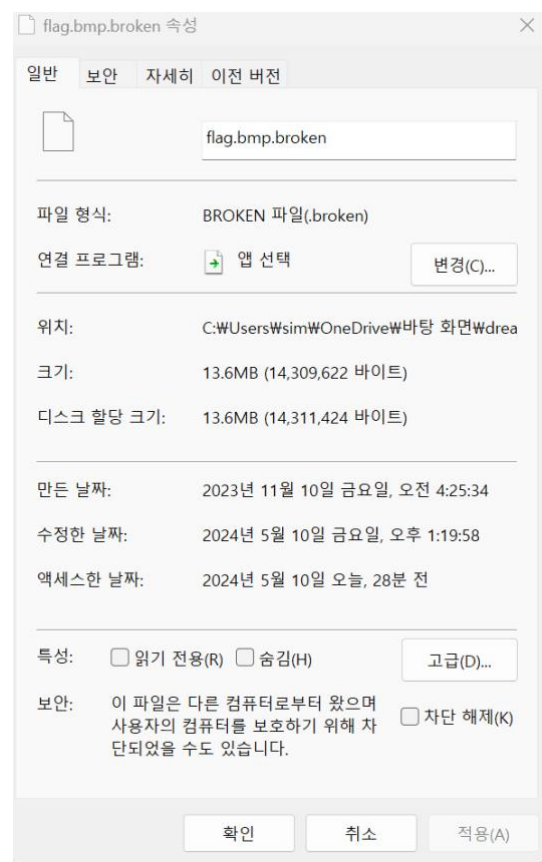 flag.bmp.broken 속성
일반 보안 자세히 이전 버전
flag.bmp.broken
파일 형식: BROKEN 파일(.broken)
연결 프로그램: 앱 선택 변경(C)...
위치: C:₩Users₩sim₩OneDrive₩바탕 화면₩drea
크기: 13.6MB (14,309,622 바이트)
디스크 할당 크기: 13.6MB (14,311,424 바이트)
만든 날짜: 2023년 11월 10일 금요일, 오전 4:25:34
수정한 날짜: 2024년 5월 10일 금요일, 오후 1:19:58
액세스한 날짜: 2024년 5월 10일 오늘, 28분 전
특성: 읽기 전용(R) 숨김(H) 고급(D)...
보안: 이 파일은 다른 컴퓨터로부터 왔으며
사용자의 컴퓨터를 보호하기 위해 차 차단 해제(K)
단되었을 수도 있습니다.
확인 취소 적용(A)